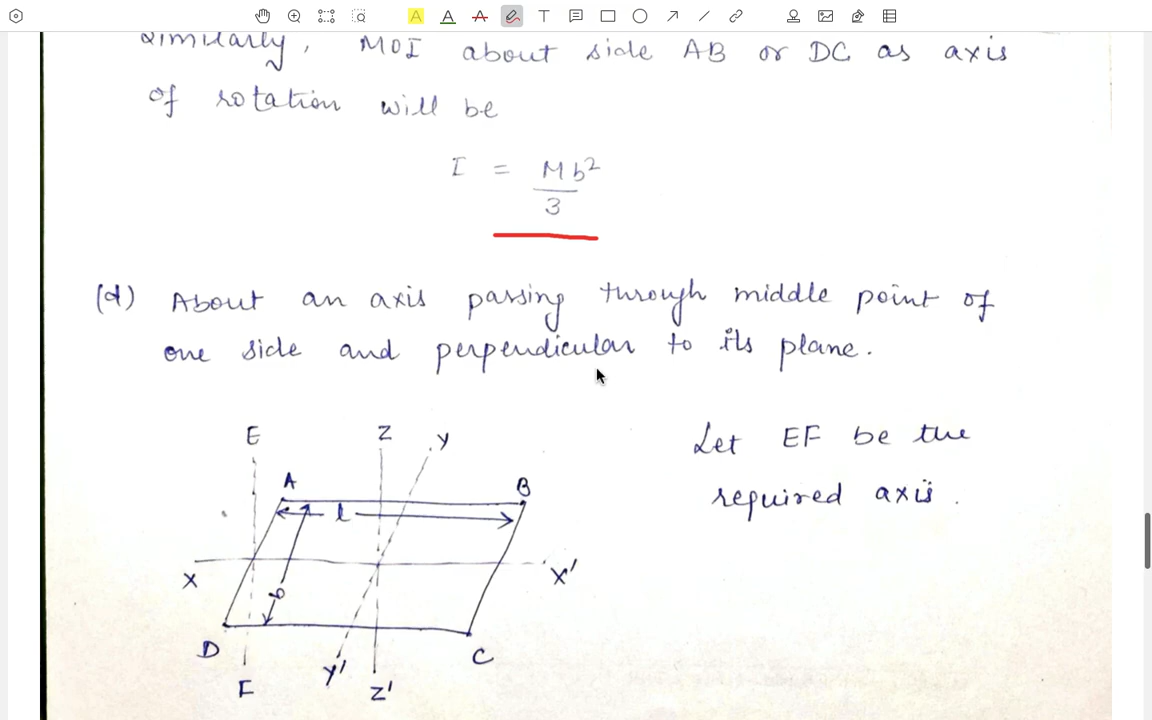 Similarly, MOI about side AB or DC as axis
of rotation will be
I = Mb²
3
(d) About an axis passing through middle point of
one side and perpendicular to its plane.
E Z Y
A B
l
X X'
b
D C
F Y' Z'
Let EF be the
required axis.